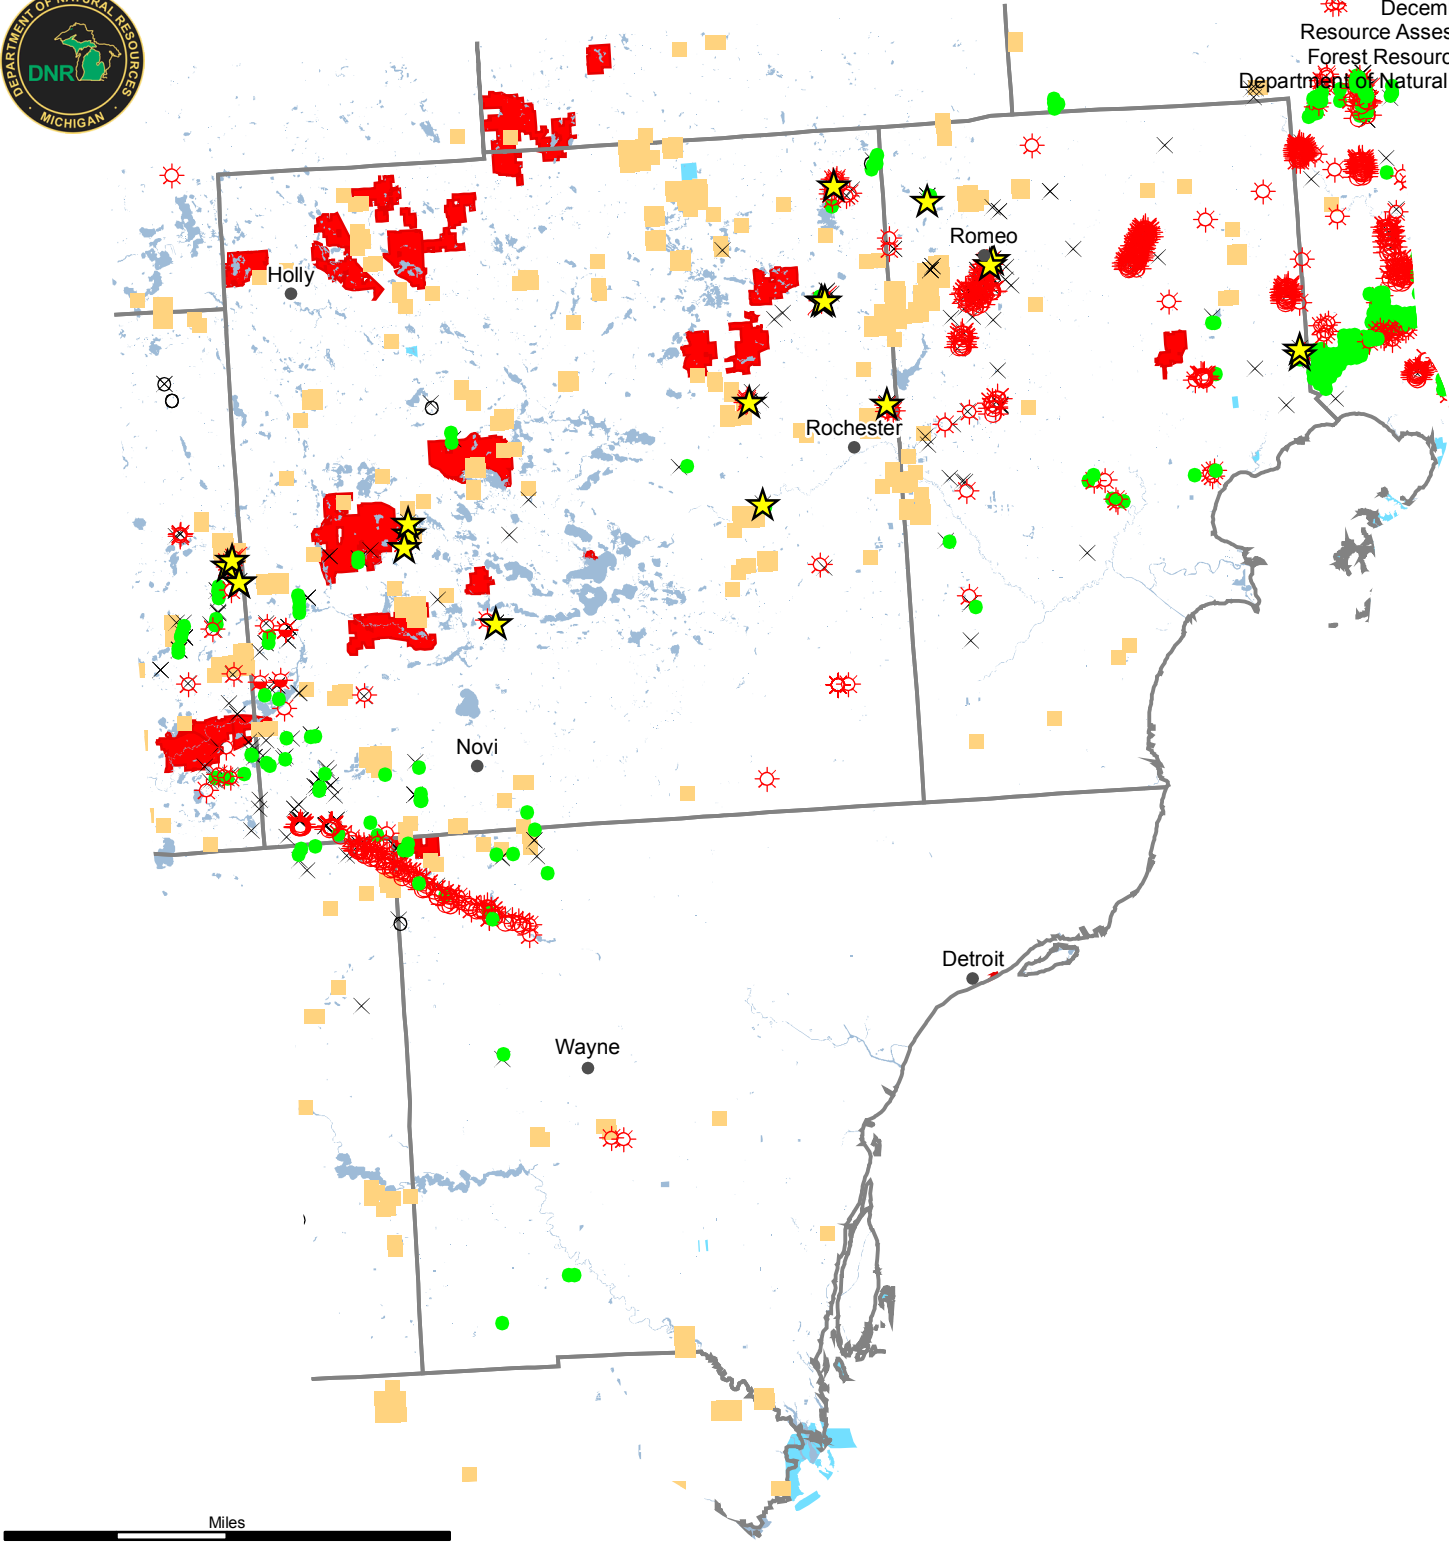 DEPARTMENT OF NATURAL RESOURCES
DNR
MICHIGAN
Decem
Resource Asses
Forest Resourc
Department of Natural
Romeo
Holly
Rochester
Novi
Detroit
Wayne
Miles